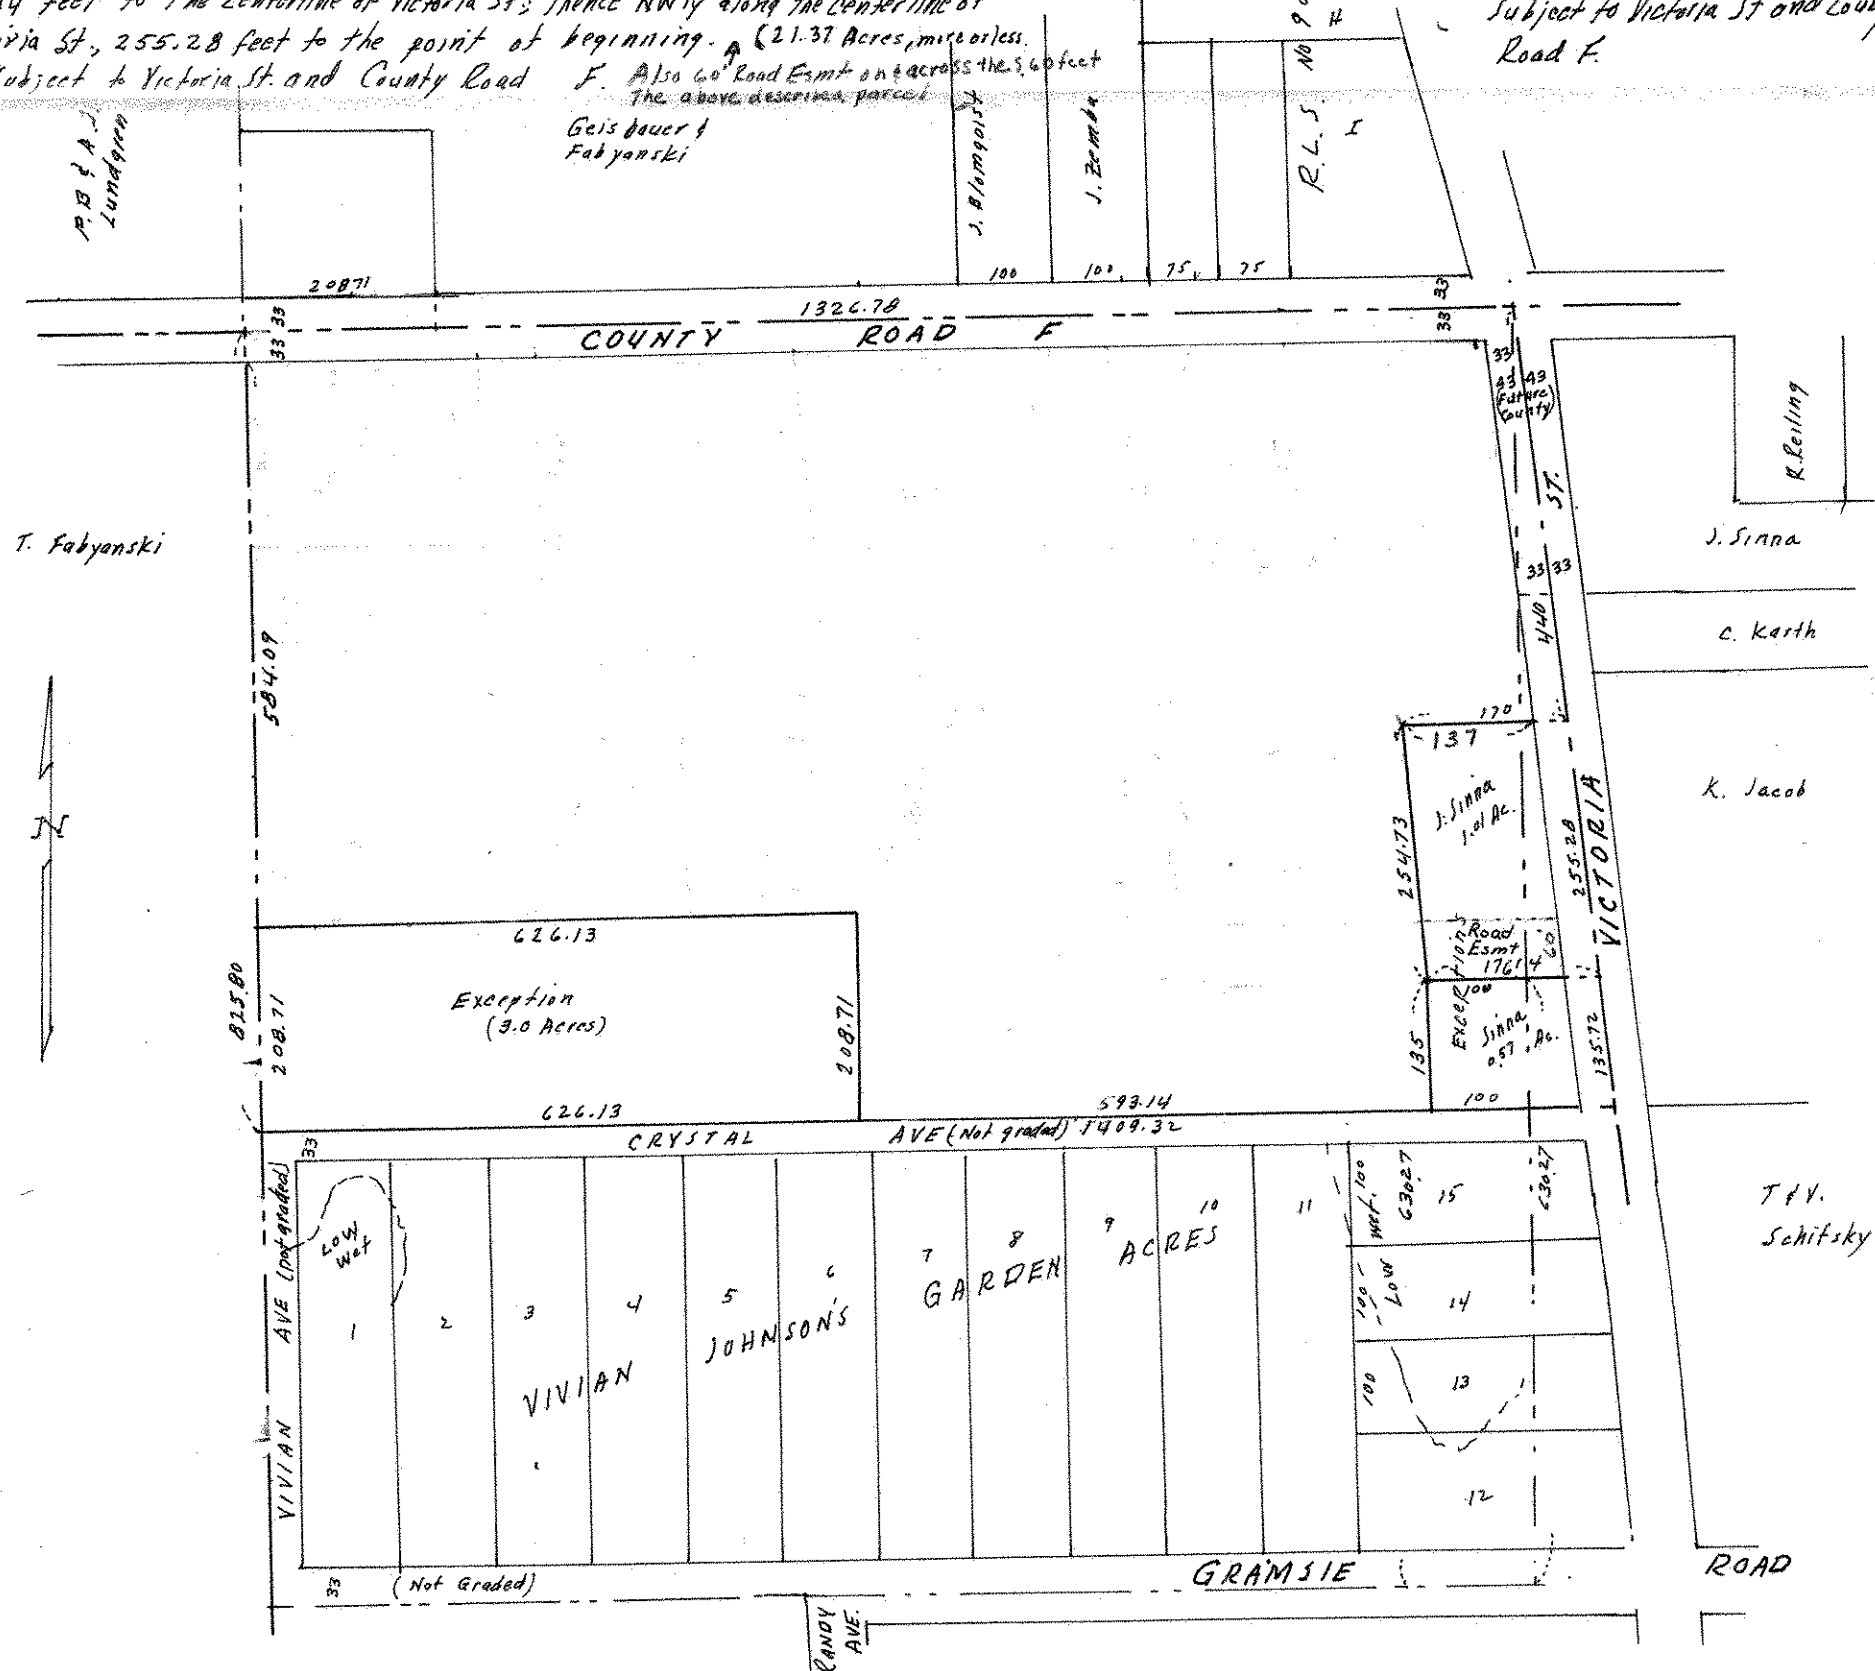 feet to the centerline of Victoria St.; thence NW'ly along the centerline of
St., 255.28 feet to the point of beginning. (21.37 Acres, more or less.
Subject to Victoria St. and County Road F. Also 60' Road Esmt on & across the S. 60 feet
The above described parcel
Subject to Victoria St and
Road F.
P.B & A.J.
Lundgren
Geisbauer &
Fabyanski
J. Blomquist
J. Zemba
R.L.S. No
H
I
208.71
100
100
75
75
33
33
1326.78
33
33
COUNTY ROAD F
33
43 43
(Future
County)
R. Reiling
ST.
T. Fabyanski
J. Sinna
33 33
440
C. Karth
584.09
170
137
K. Jacob
N
J. Sinna
1.01 Ac.
254.73
255.28
VICTORIA
626.13
Exception
(3.0 Acres)
208.71
825.80
208.71
Road
Esmt
60
176.14
100
EXCEPTIONS
Sinna
0.57 Ac.
135
135.72
100
626.13
593.14
CRYSTAL AVE (Not graded) 1409.32
33
VIVIAN AVE (not graded)
LOW
Wet
1
2
3
4
5
6
7
8
9
10
11
VIVIAN JOHNSON'S GARDEN ACRES
100
wet
Low
630.27
15
630.27
T & V.
Schifsky
100
14
100
13
12
33
(Not Graded)
GRAMSIE ROAD
RANDY
AVE.